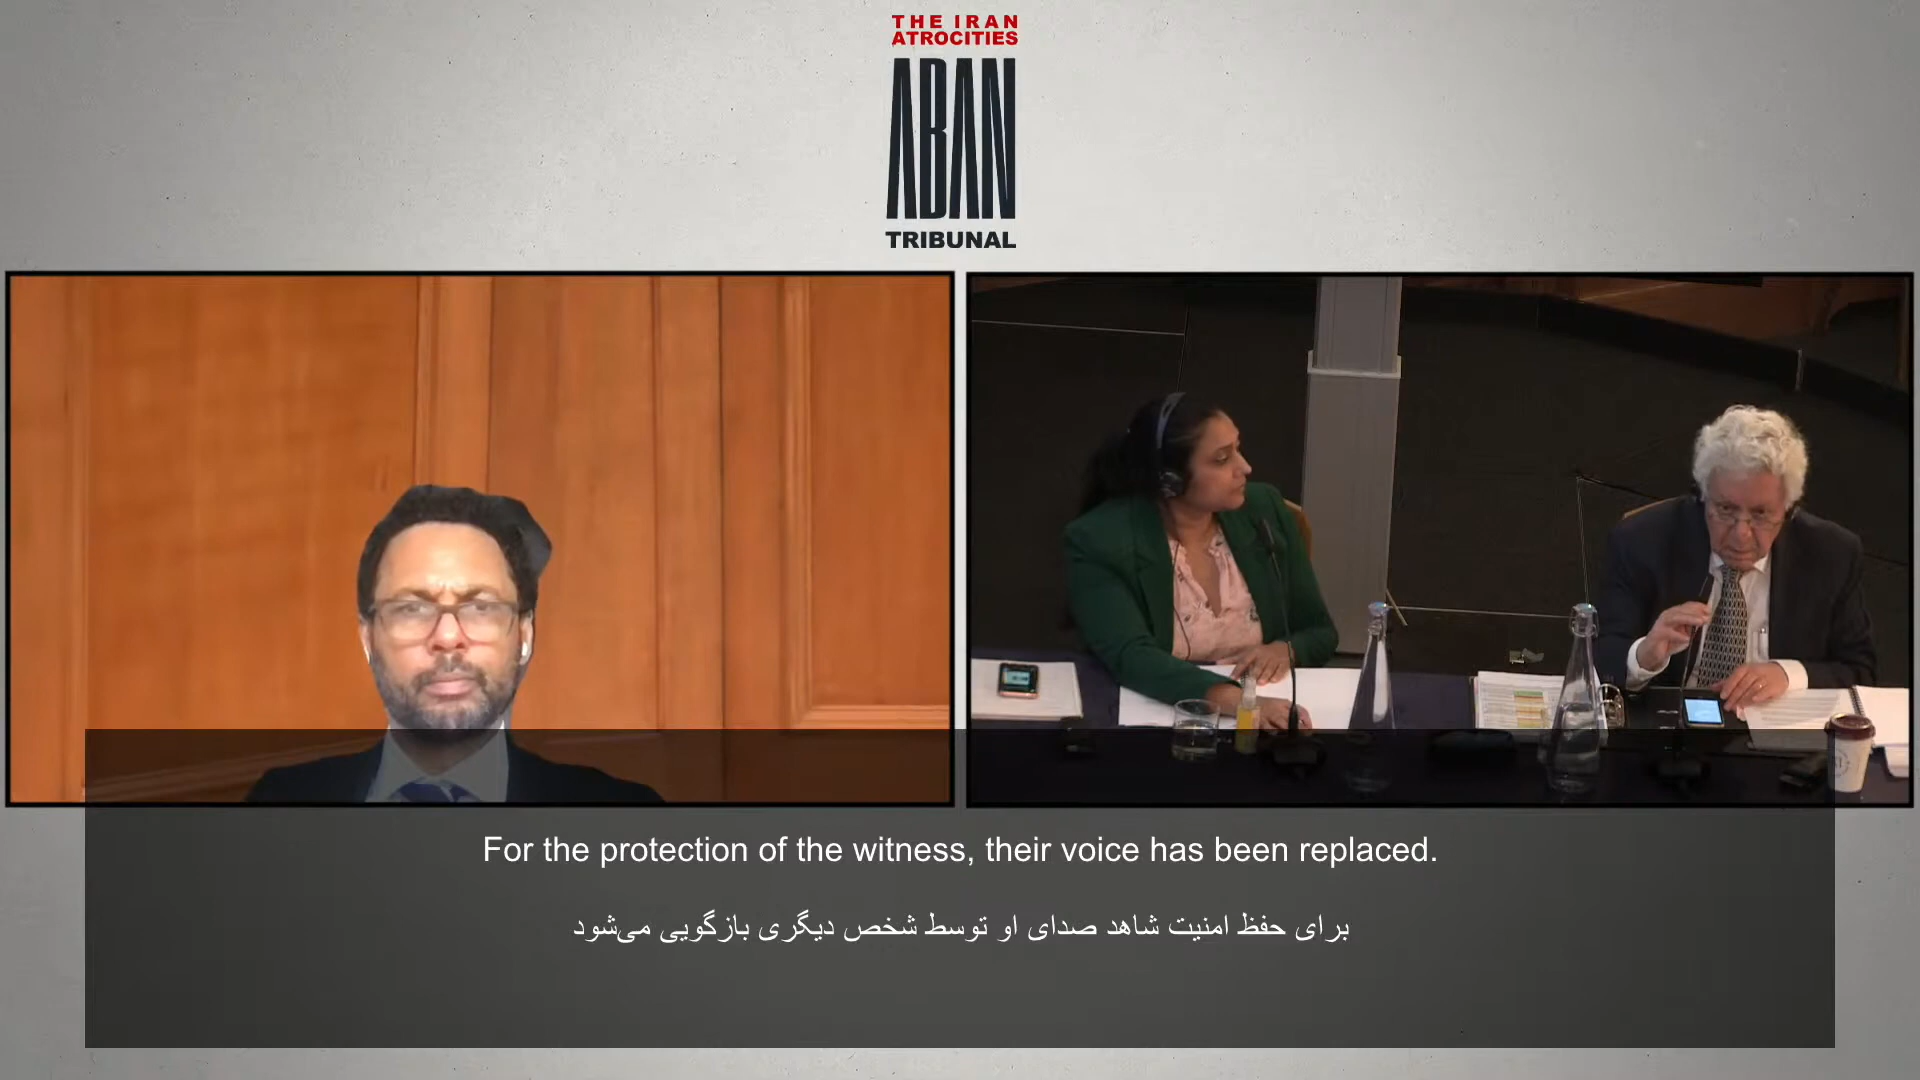 THE IRAN
ATROCITIES
ABAN
TRIBUNAL
For the protection of the witness, their voice has been replaced.
برای حفظ امنیت شاهد صدای او توسط شخص دیگری بازگویی می‌شود